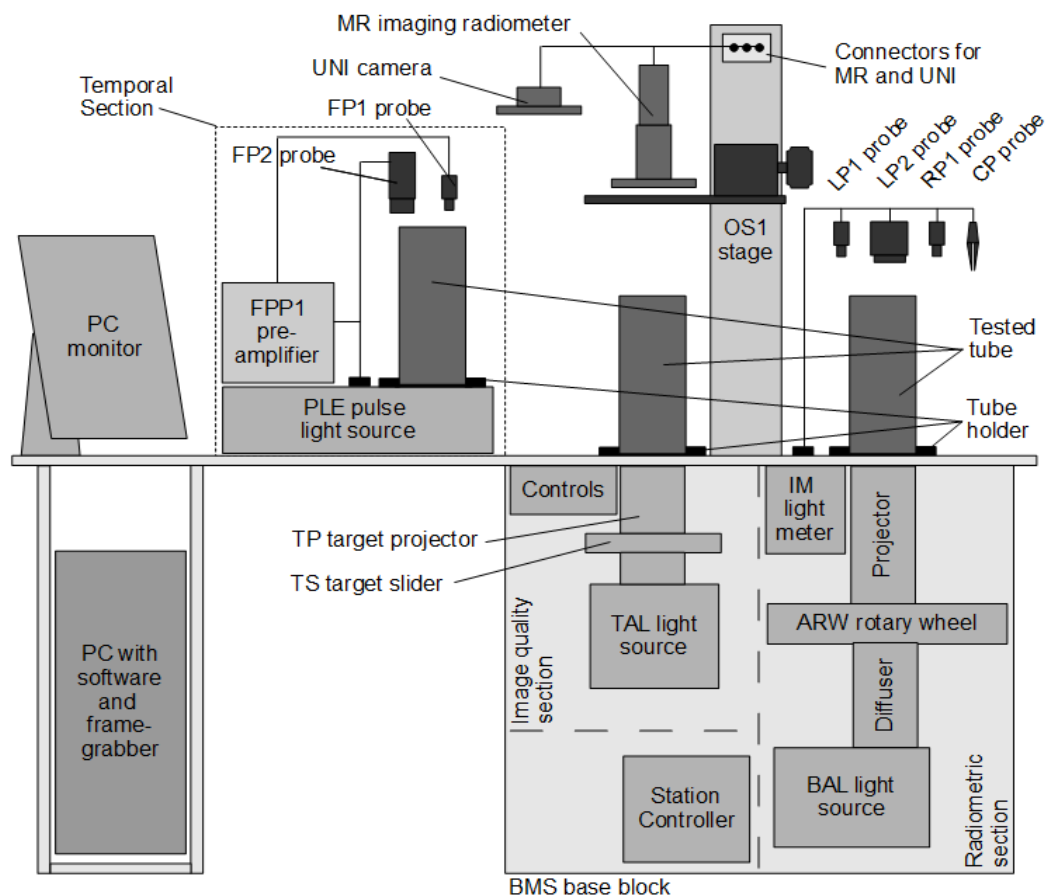 MR imaging radiometer
UNI camera
Connectors for
MR and UNI
Temporal
Section
FP1 probe
FP2 probe
LP1 probe
LP2 probe
RP1 probe
CP probe
OS1
stage
PC
monitor
FPP1
pre-
amplifier
PLE pulse
light source
Tested
tube
Tube
holder
Controls
IM
light
meter
Projector
TP target projector
TS target slider
TAL light
source
ARW rotary wheel
Image quality
section
Diffuser
PC with
software
and
frame-
grabber
Station
Controller
BAL light
source
Radiometric
section
BMS base block